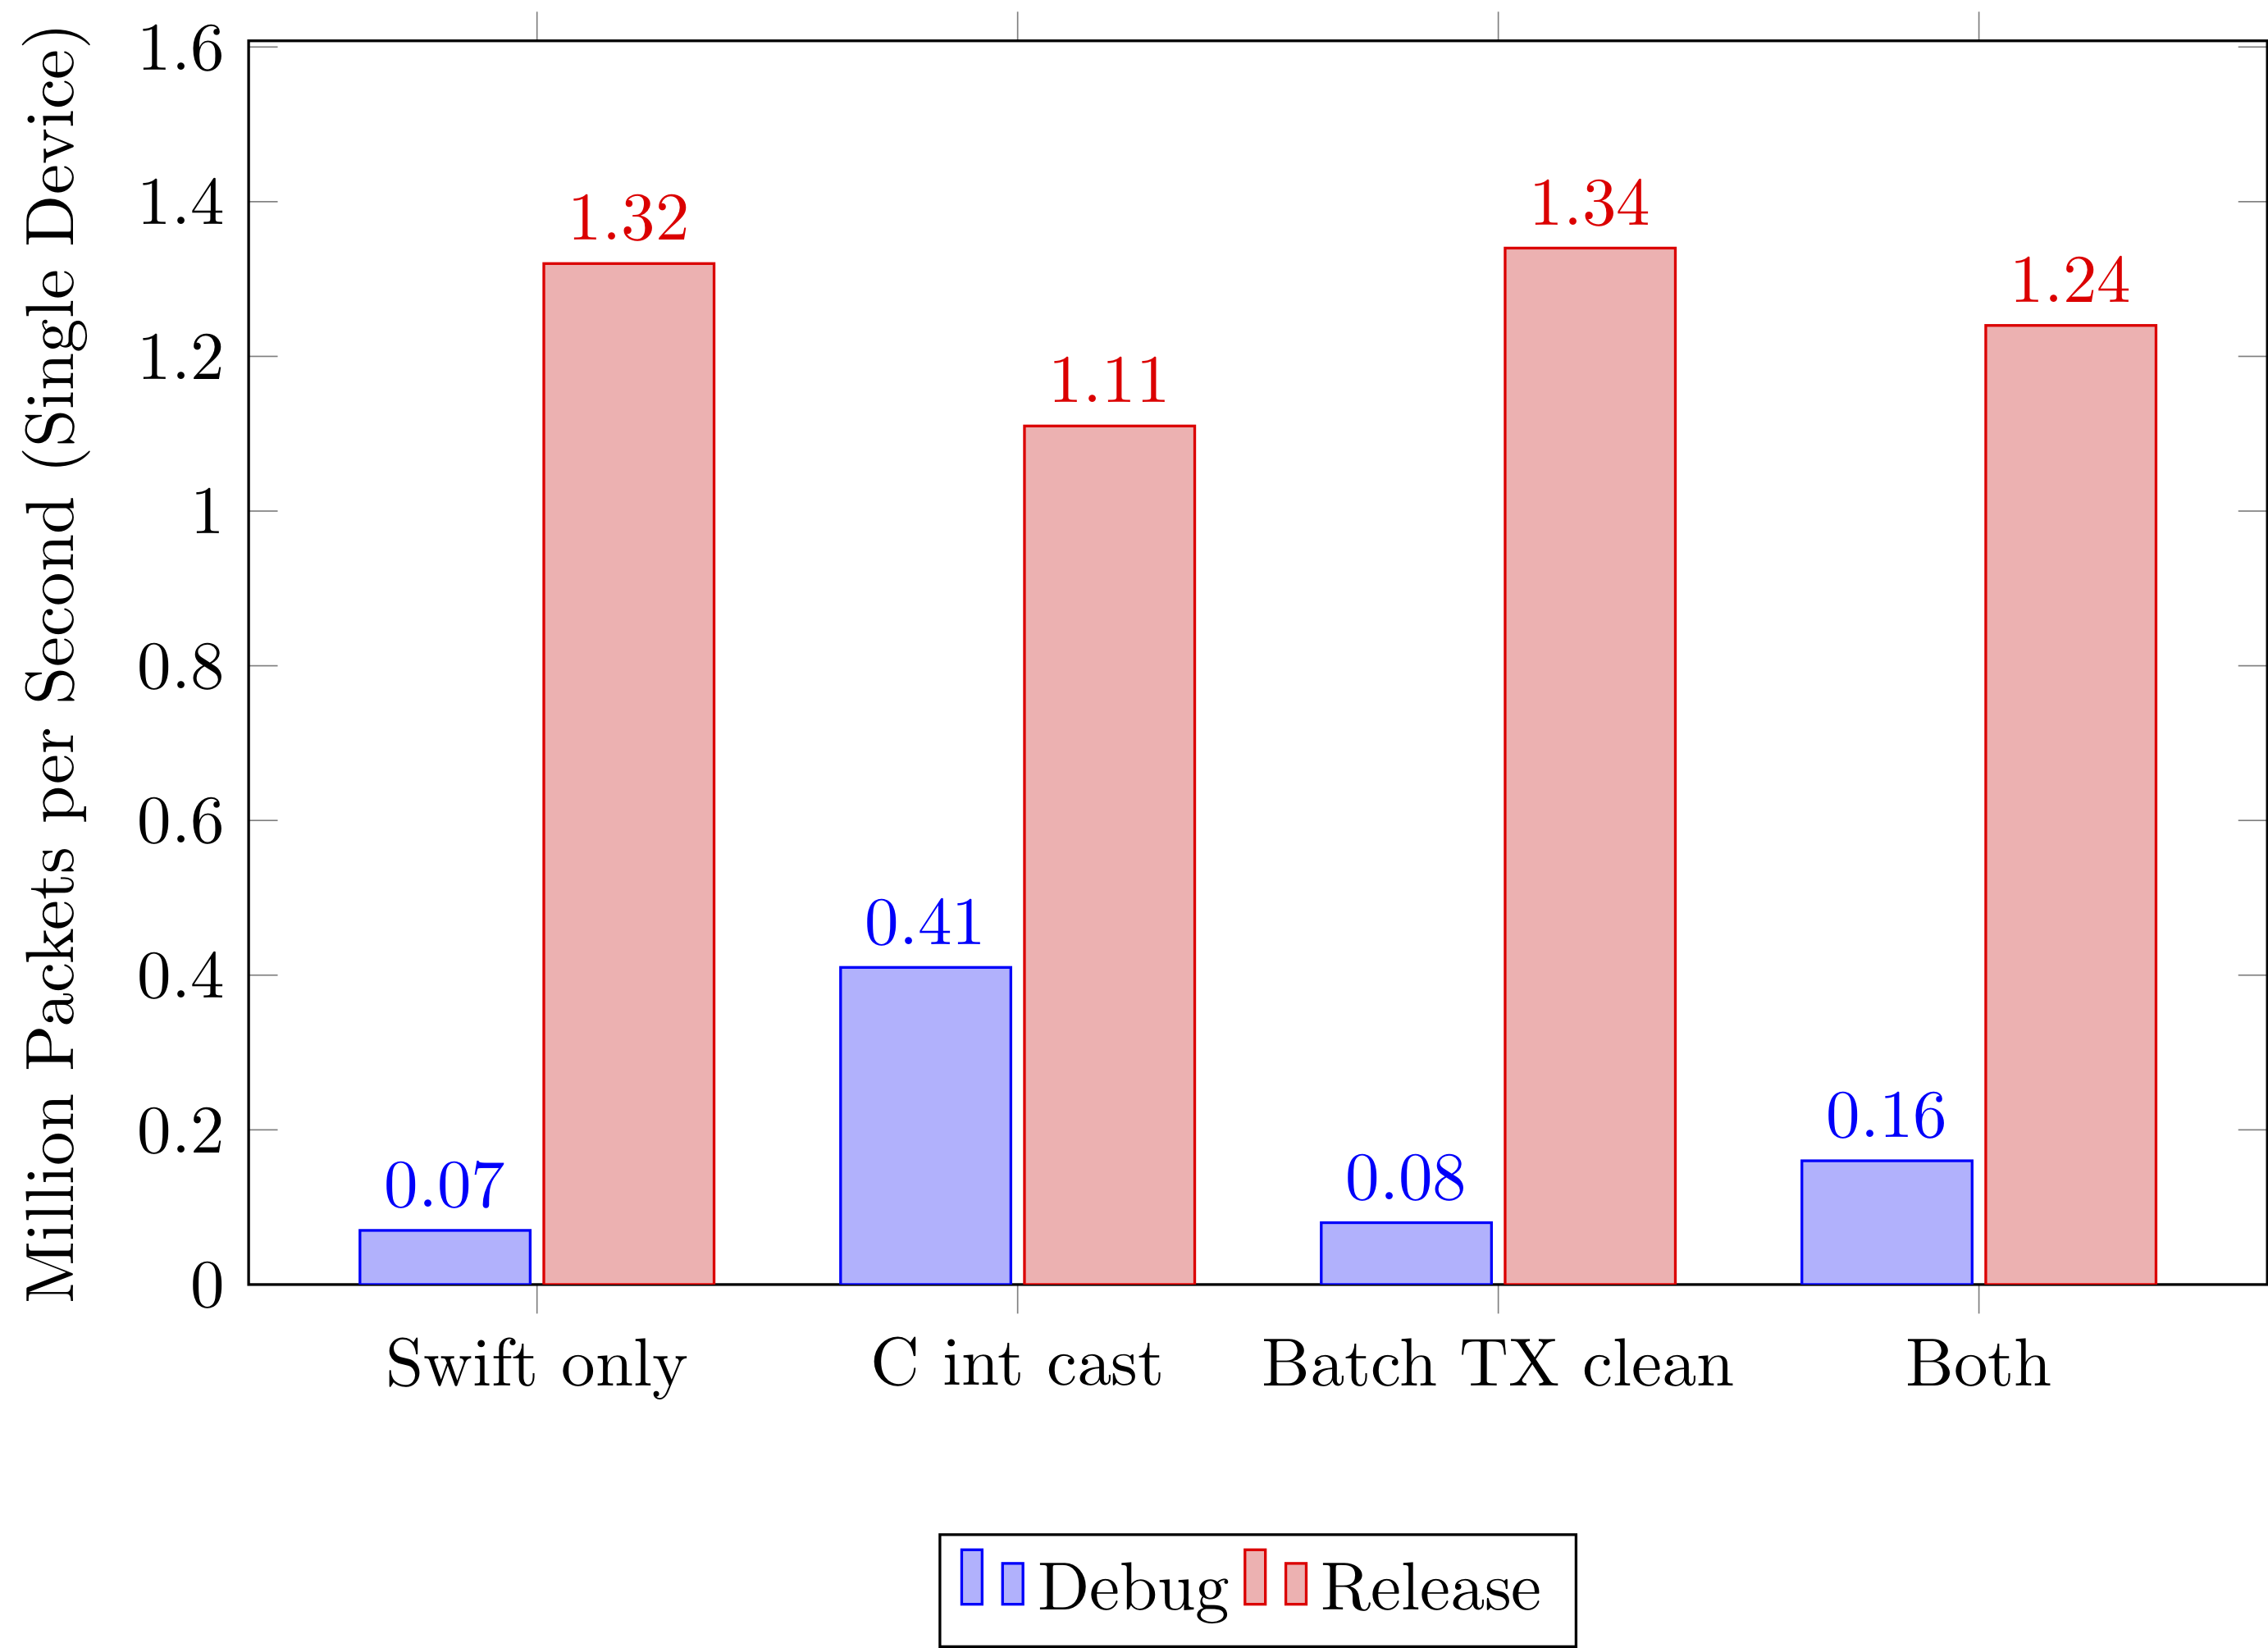 Million Packets per Second (Single Device)
1.6
1.4
1.2
1
0.8
0.6
0.4
0.2
0
0.07
1.32
0.41
1.11
0.08
1.34
0.16
1.24
Swift only
C int cast
Batch TX clean
Both
Debug
Release